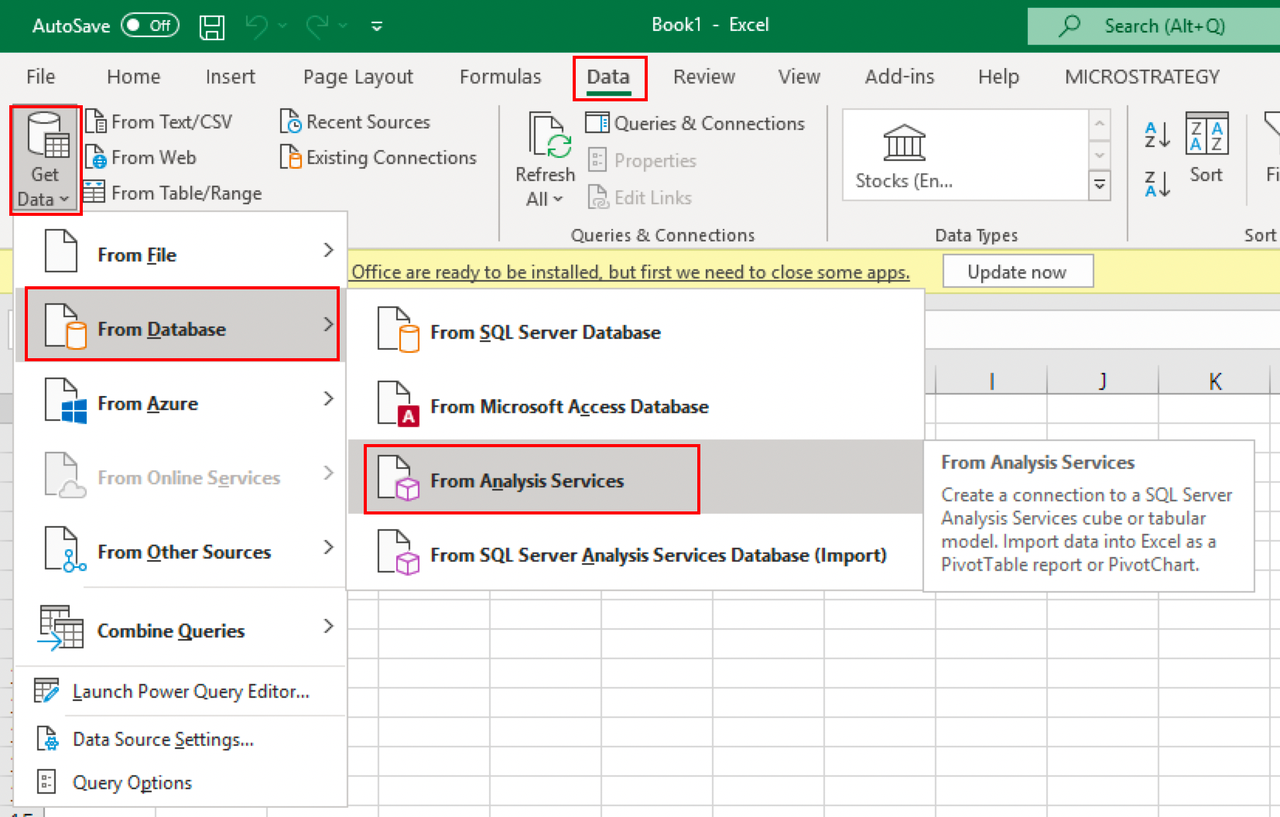 AutoSave Off Book1 - Excel Search (Alt+Q)
File Home Insert Page Layout Formulas Data Review View Add-ins Help MICROSTRATEGY
Get
Data
From Text/CSV
From Web
From Table/Range
Recent Sources
Existing Connections
Refresh
All
Queries & Connections
Properties
Edit Links
Queries & Connections
Stocks (En...
Data Types
A
Z
Z
A
Z A
A Z
Sort
Fi
Sort
Office are ready to be installed, but first we need to close some apps. Update now
From File
From Database
From Azure
From Online Services
From Other Sources
Combine Queries
Launch Power Query Editor...
Data Source Settings...
Query Options
From SQL Server Database
From Microsoft Access Database
A
From Analysis Services
From SQL Server Analysis Services Database (Import)
I J K
From Analysis Services
Create a connection to a SQL Server
Analysis Services cube or tabular
model. Import data into Excel as a
PivotTable report or PivotChart.